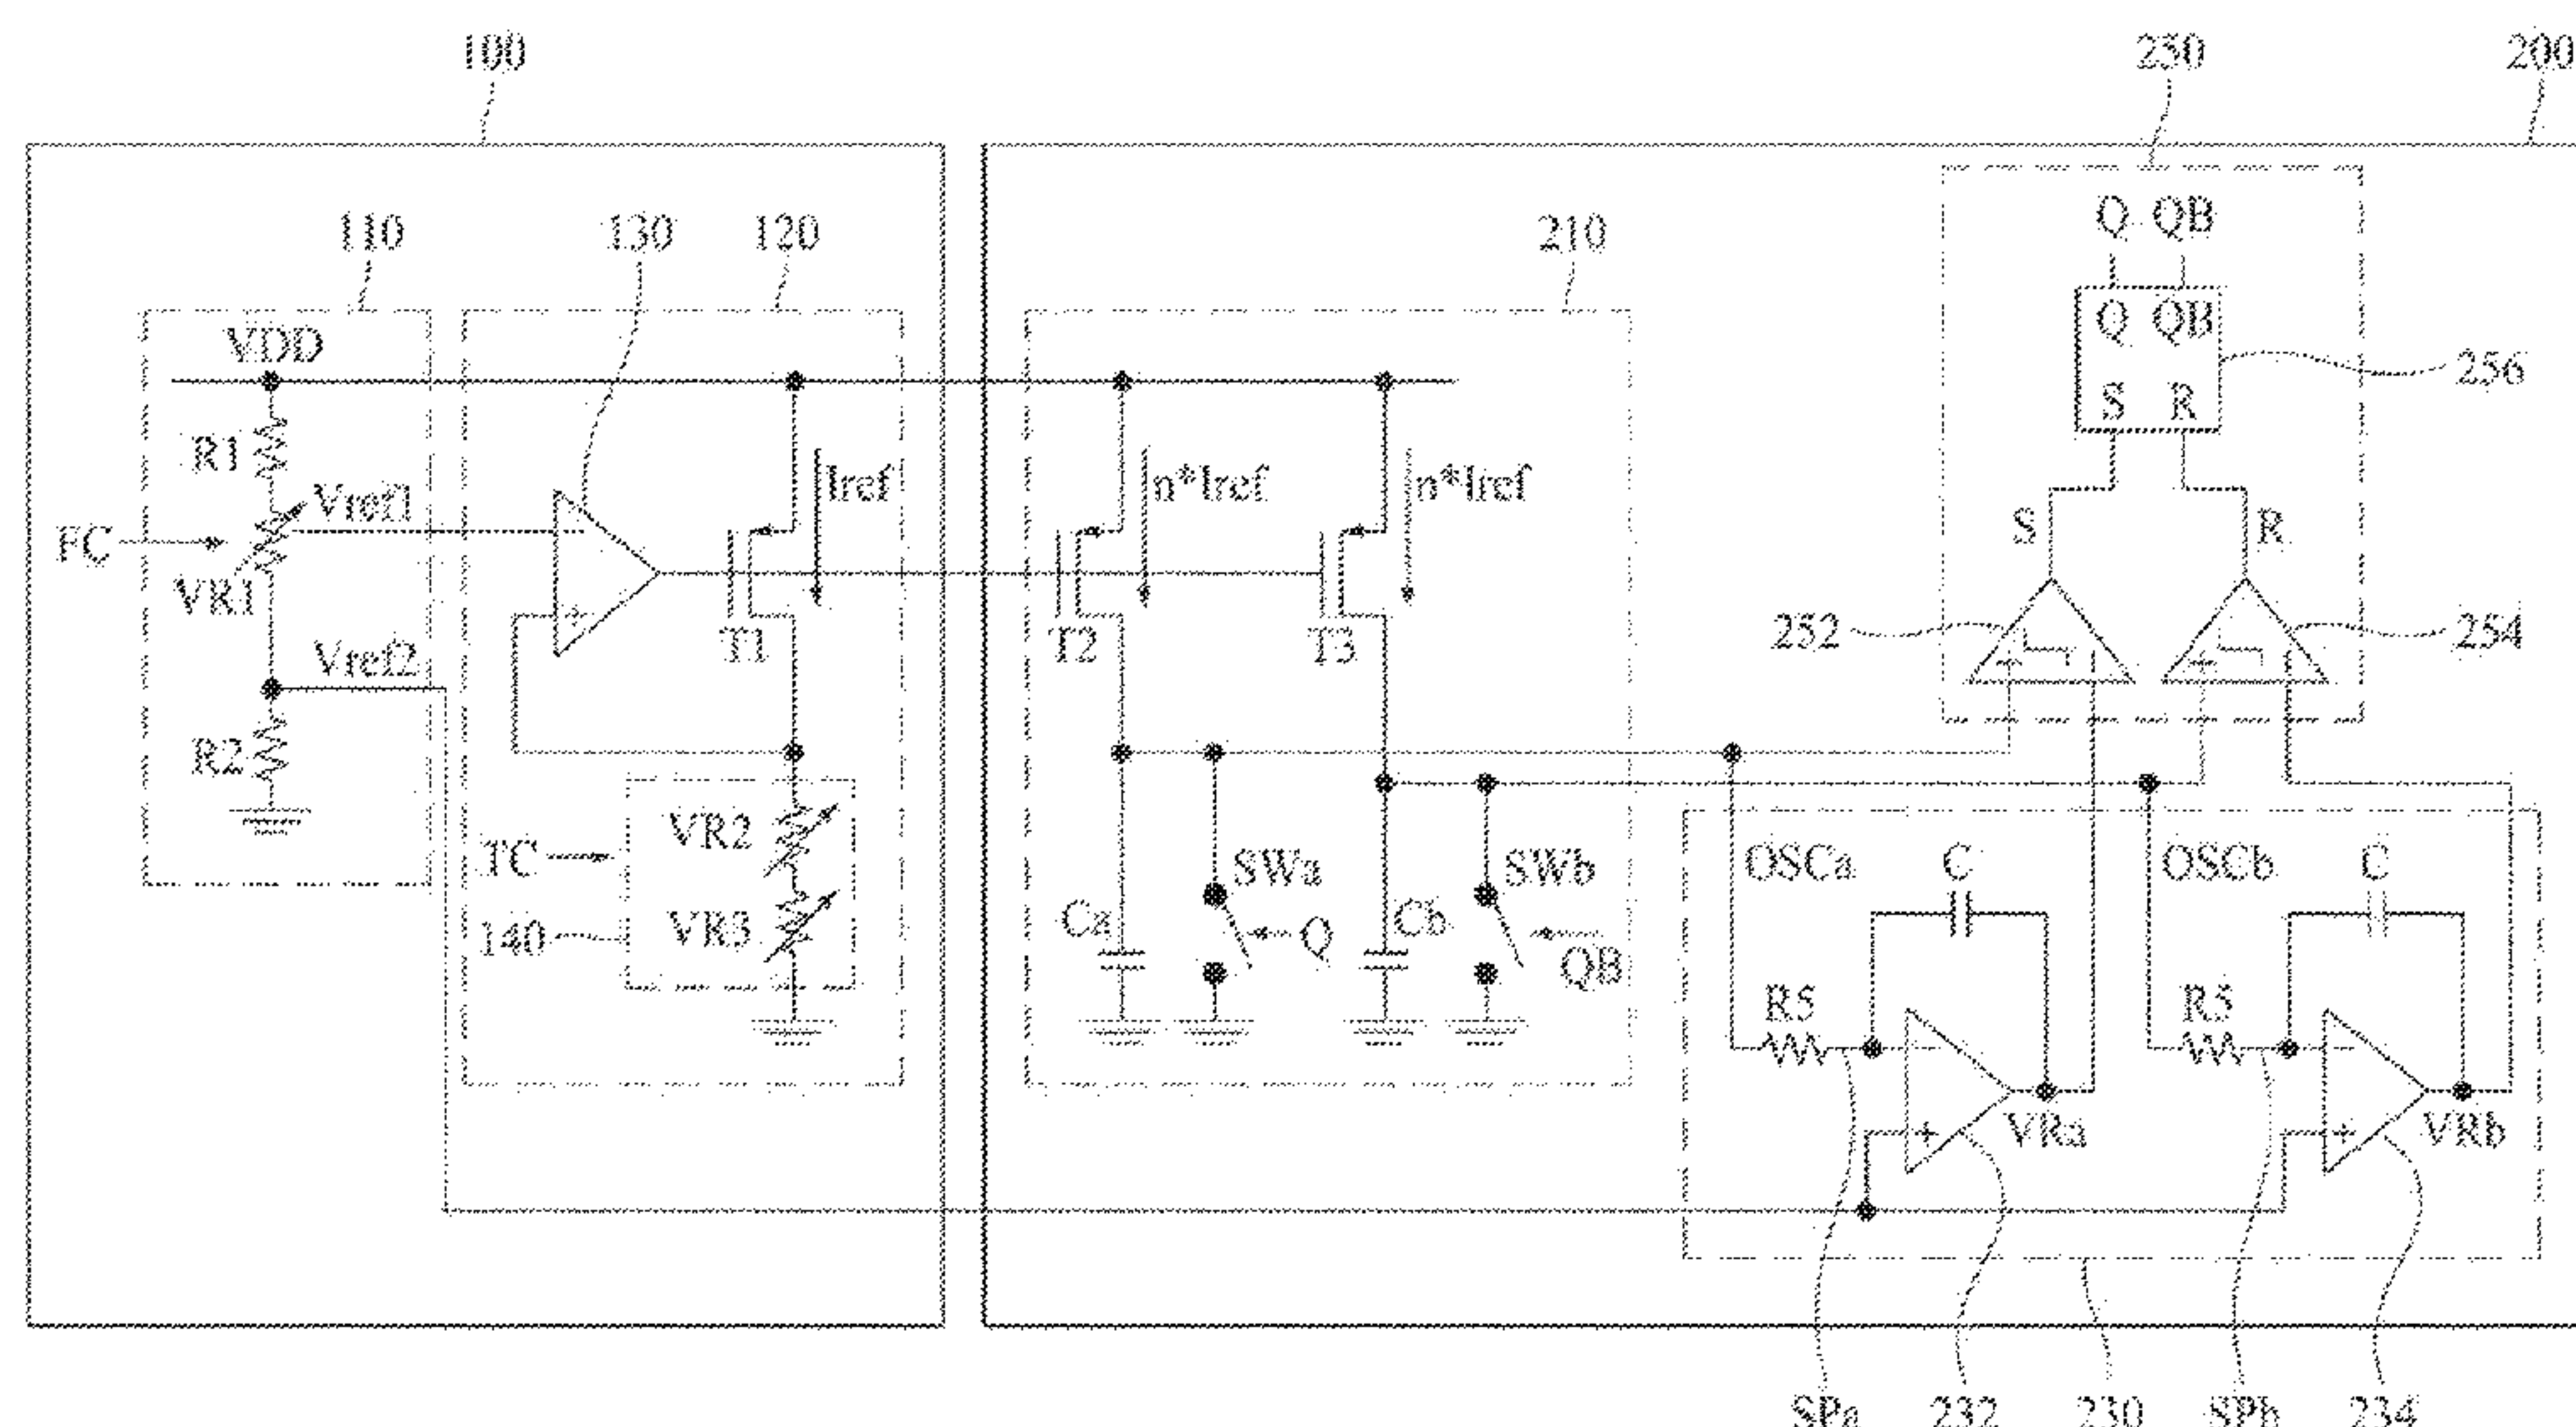 100
250
200
110
130
120
210
Q QB
VDD
Q QB
256
S R
R1
Iref
n*Iref
n*Iref
Vref1
FC
VR1
S
R
T1
T2
T3
252
254
Vref2
R2
+
-
+
-
+
VR2
TC
OSCa
C
OSCb
C
SWa
SWb
VR3
140
Ca
Q
Cb
QB
R5
R5
-
-
+
+
VRa
VRb
SPa
232
230
SPb
234